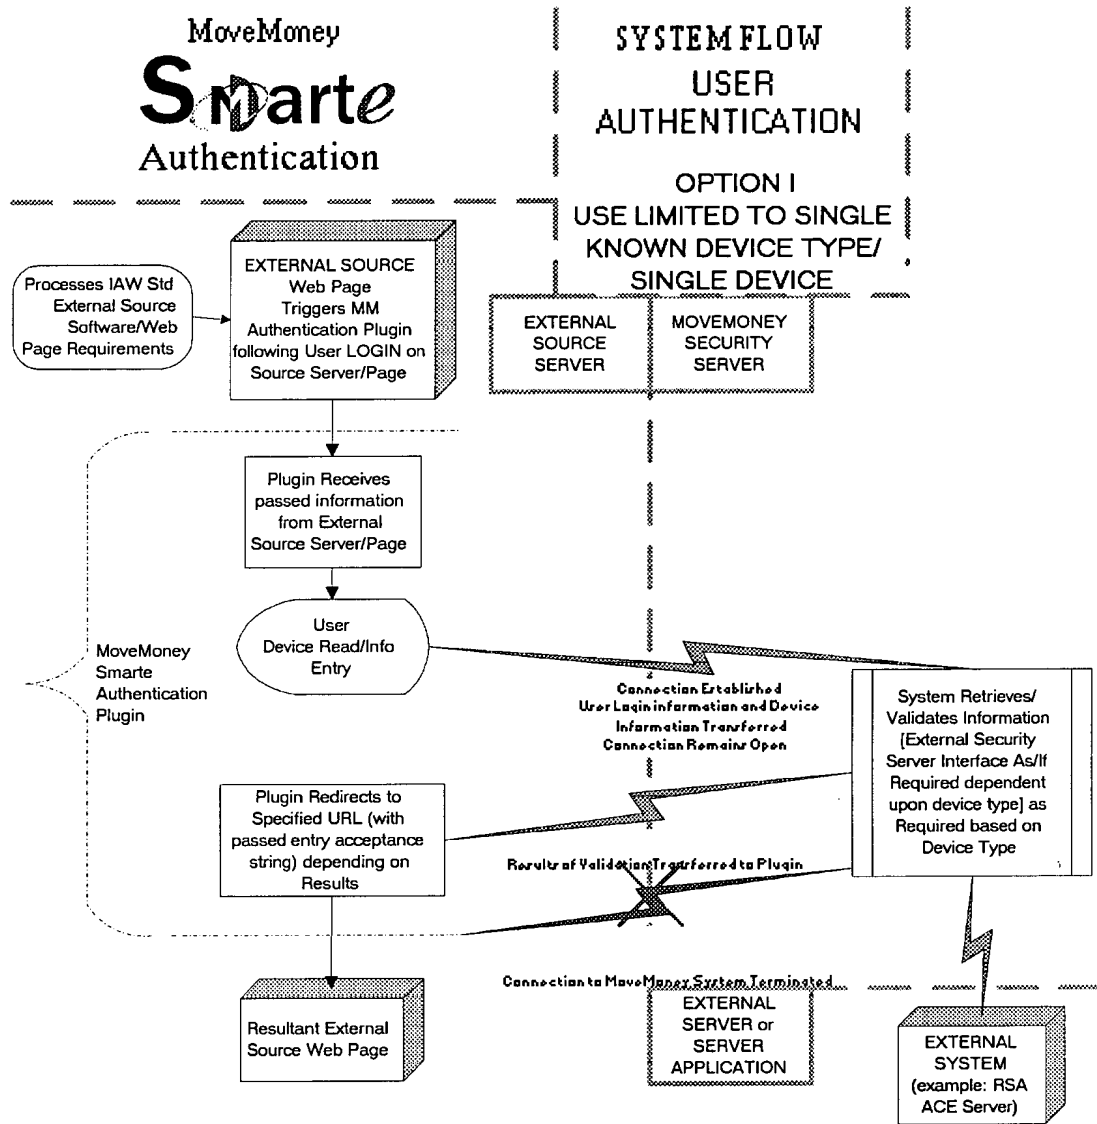 MoveMoney
Smarte
Authentication
SYSTEM FLOW
USER
AUTHENTICATION
OPTION I
USE LIMITED TO SINGLE
KNOWN DEVICE TYPE/
SINGLE DEVICE
EXTERNAL
SOURCE
SERVER
MOVEMONEY
SECURITY
SERVER
Processes IAW Std
External Source
Software/Web
Page Requirements
EXTERNAL SOURCE
Web Page
Triggers MM
Authentication Plugin
following User LOGIN on
Source Server/Page
Plugin Receives
passed information
from External
Source Server/Page
User
Device Read/Info
Entry
MoveMoney
Smarte
Authentication
Plugin
Connection Established
User Login information and Device
Information Transferred
Connection Remains Open
System Retrieves/
Validates Information
[External Security
Server Interface As/If
Required dependent
upon device type] as
Required based on
Device Type
Plugin Redirects to
Specified URL (with
passed entry acceptance
string) depending on
Results
Results of Validation Transferred to Plugin
Connection to MoveMoney System Terminated
Resultant External
Source Web Page
EXTERNAL
SERVER or
SERVER
APPLICATION
EXTERNAL
SYSTEM
(example: RSA
ACE Server)